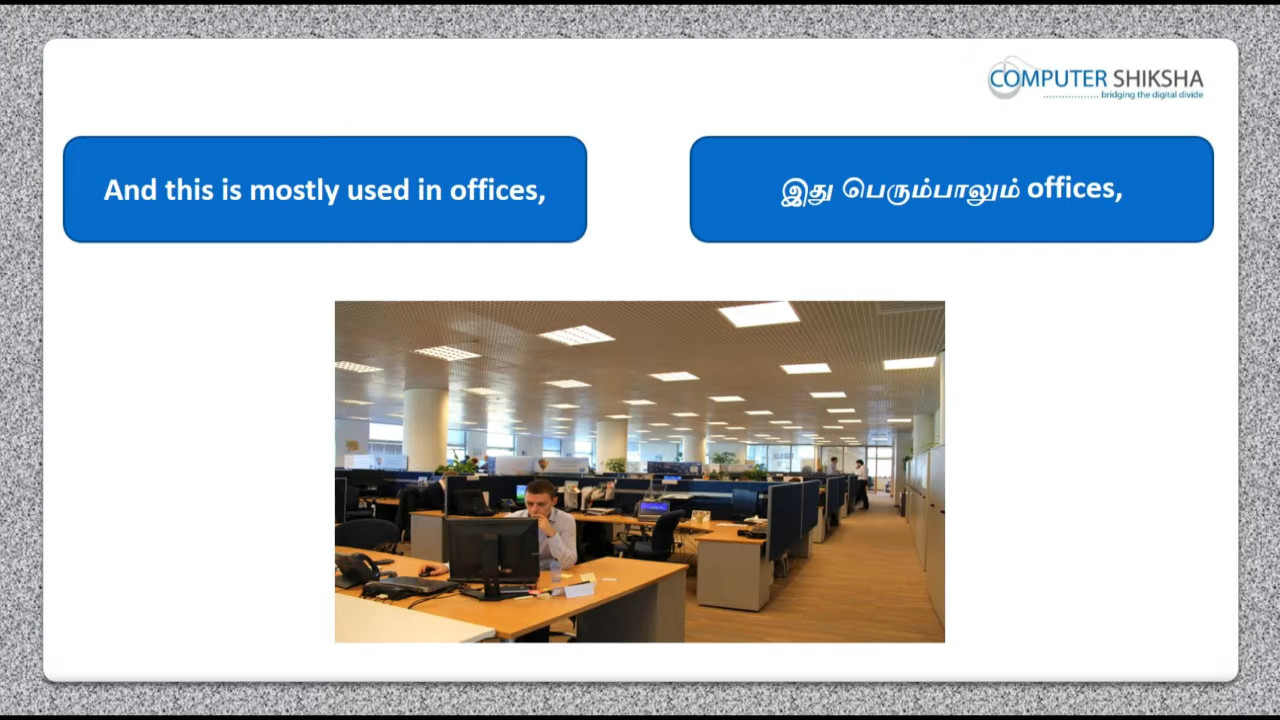 COMPUTER SHIKSHA
bridging the digital divide
And this is mostly used in offices,
இது பெரும்பாலும் offices,